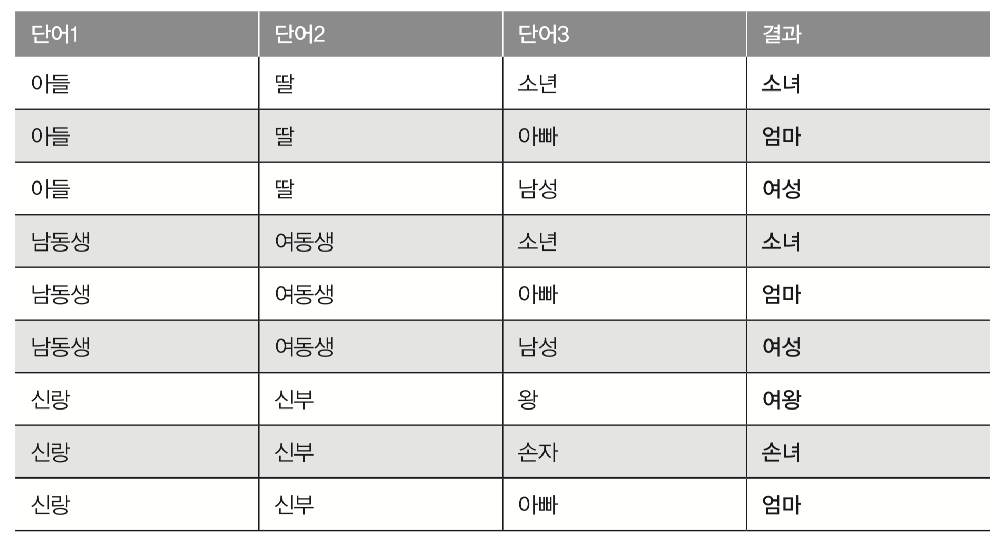 단어1 단어2 단어3 결과
아들 딸 소년 소녀
아들 딸 아빠 엄마
아들 딸 남성 여성
남동생 여동생 소년 소녀
남동생 여동생 아빠 엄마
남동생 여동생 남성 여성
신랑 신부 왕 여왕
신랑 신부 손자 손녀
신랑 신부 아빠 엄마